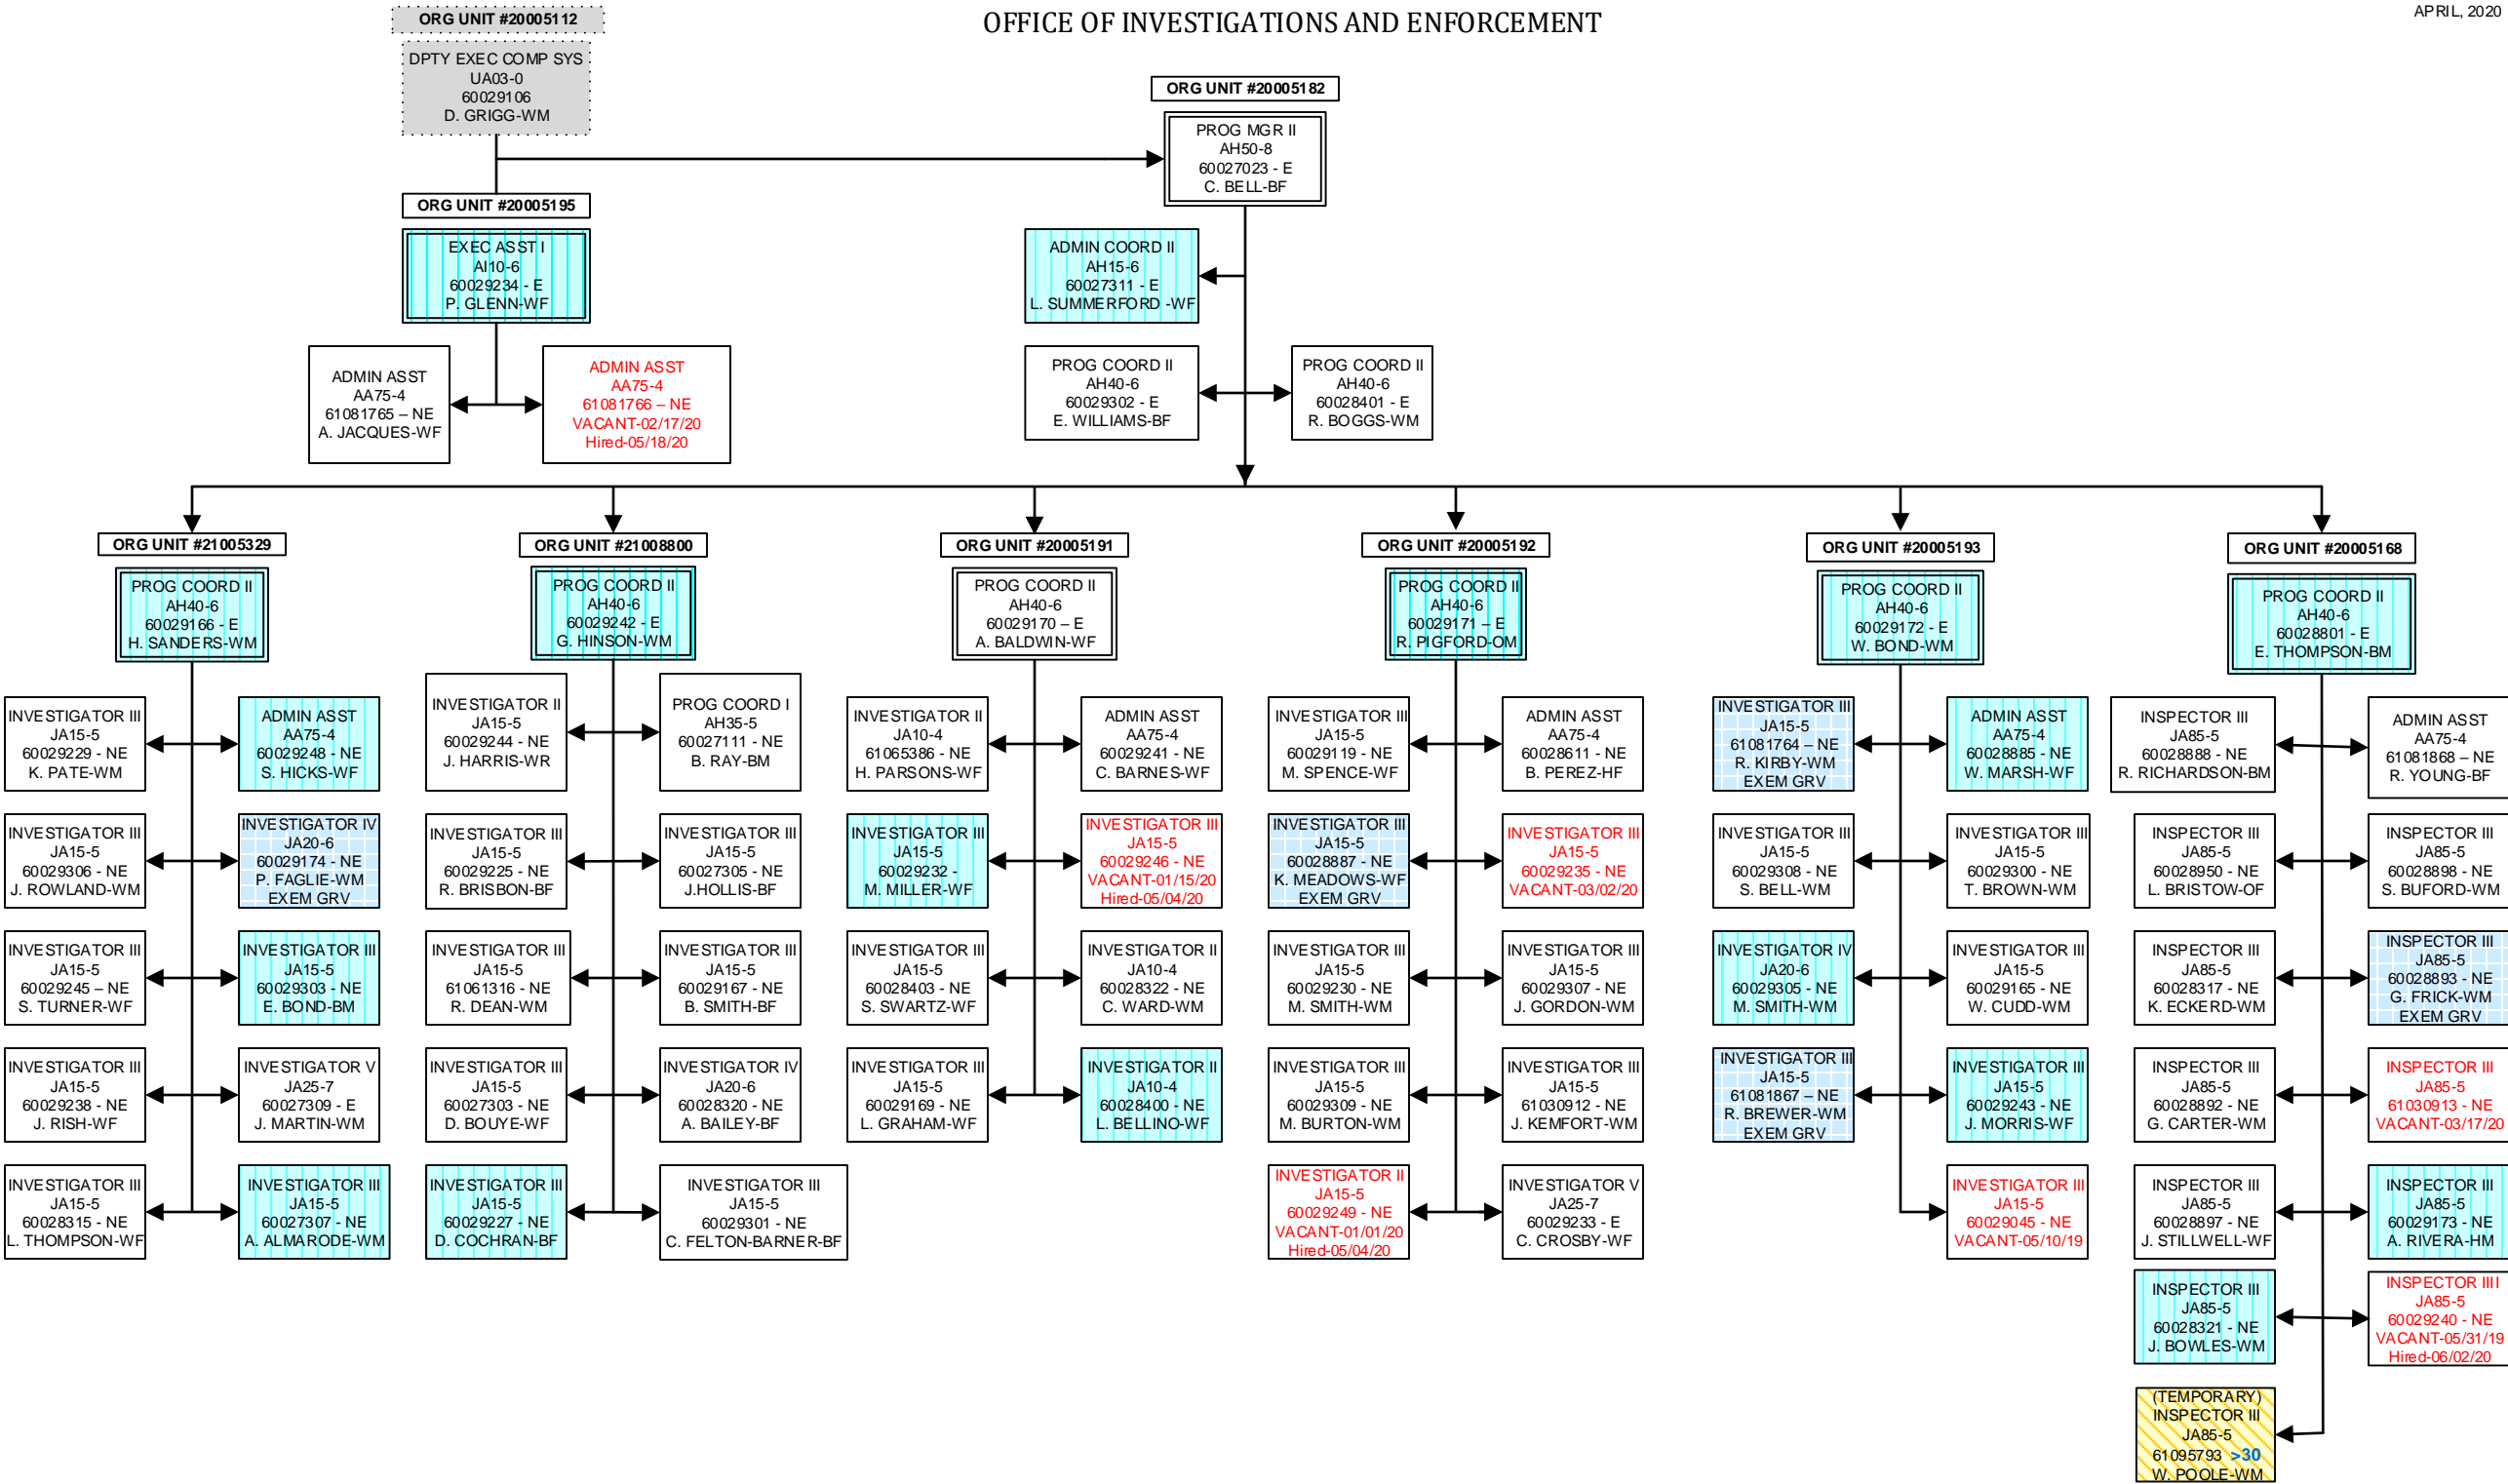 OFFICE OF INVESTIGATIONS AND ENFORCEMENT
APRIL, 2020
ORG UNIT #20005112
DPTY EXEC COMP SYS
UA03-0
60029106
D. GRIGG-WM
ORG UNIT #20005182
PROG MGR II
AH50-8
60027023 - E
C. BELL-BF
ORG UNIT #20005195
EXEC ASST I
AI10-6
60029234 - E
P. GLENN-WF
ADMIN COORD II
AH15-6
60027311 - E
L. SUMMERFORD -WF
ADMIN ASST
AA75-4
61081765 – NE
A. JACQUES-WF
ADMIN ASST
AA75-4
61081766 – NE
VACANT-02/17/20
Hired-05/18/20
PROG COORD II
AH40-6
60029302 - E
E. WILLIAMS-BF
PROG COORD II
AH40-6
60028401 - E
R. BOGGS-WM
ORG UNIT #21005329
PROG COORD II
AH40-6
60029166 - E
H. SANDERS-WM
INVESTIGATOR III
JA15-5
60029229 - NE
K. PATE-WM
ADMIN ASST
AA75-4
60029248 - NE
S. HICKS-WF
INVESTIGATOR III
JA15-5
60029306 - NE
J. ROWLAND-WM
INVESTIGATOR IV
JA20-6
60029174 - NE
P. FAGLIE-WM
EXEM GRV
INVESTIGATOR III
JA15-5
60029245 – NE
S. TURNER-WF
INVESTIGATOR III
JA15-5
60029303 - NE
E. BOND-BM
INVESTIGATOR III
JA15-5
60029238 - NE
J. RISH-WF
INVESTIGATOR V
JA25-7
60027309 - E
J. MARTIN-WM
INVESTIGATOR III
JA15-5
60028315 - NE
L. THOMPSON-WF
INVESTIGATOR III
JA15-5
60027307 - NE
A. ALMARODE-WM
ORG UNIT #21008800
PROG COORD II
AH40-6
60029242 - E
G. HINSON-WM
INVESTIGATOR II
JA15-5
60029244 - NE
J. HARRIS-WR
PROG COORD I
AH35-5
60027111 - NE
B. RAY-BM
INVESTIGATOR III
JA15-5
60029225 - NE
R. BRISBON-BF
INVESTIGATOR III
JA15-5
60027305 - NE
J.HOLLIS-BF
INVESTIGATOR III
JA15-5
61061316 - NE
R. DEAN-WM
INVESTIGATOR III
JA15-5
60029167 - NE
B. SMITH-BF
INVESTIGATOR III
JA15-5
60027303 - NE
D. BOUYE-WF
INVESTIGATOR IV
JA20-6
60028320 - NE
A. BAILEY-BF
INVESTIGATOR III
JA15-5
60029227 - NE
D. COCHRAN-BF
INVESTIGATOR III
JA15-5
60029301 - NE
C. FELTON-BARNER-BF
ORG UNIT #20005191
PROG COORD II
AH40-6
60029170 – E
A. BALDWIN-WF
INVESTIGATOR II
JA10-4
61065386 - NE
H. PARSONS-WF
ADMIN ASST
AA75-4
60029241 - NE
C. BARNES-WF
INVESTIGATOR III
JA15-5
60029232 -
M. MILLER-WF
INVESTIGATOR III
JA15-5
60029246 - NE
VACANT-01/15/20
Hired-05/04/20
INVESTIGATOR III
JA15-5
60028403 - NE
S. SWARTZ-WF
INVESTIGATOR II
JA10-4
60028322 - NE
C. WARD-WM
INVESTIGATOR III
JA15-5
60029169 - NE
L. GRAHAM-WF
INVESTIGATOR II
JA10-4
60028400 - NE
L. BELLINO-WF
ORG UNIT #20005192
PROG COORD II
AH40-6
60029171 – E
R. PIGFORD-OM
INVESTIGATOR III
JA15-5
60029119 - NE
M. SPENCE-WF
ADMIN ASST
AA75-4
60028611 - NE
B. PEREZ-HF
INVESTIGATOR III
JA15-5
60028887 - NE
K. MEADOWS-WF
EXEM GRV
INVESTIGATOR III
JA15-5
60029235 - NE
VACANT-03/02/20
INVESTIGATOR III
JA15-5
60029230 - NE
M. SMITH-WM
INVESTIGATOR III
JA15-5
60029307 - NE
J. GORDON-WM
INVESTIGATOR III
JA15-5
60029309 - NE
M. BURTON-WM
INVESTIGATOR III
JA15-5
61030912 - NE
J. KEMFORT-WM
INVESTIGATOR II
JA15-5
60029249 - NE
VACANT-01/01/20
Hired-05/04/20
INVESTIGATOR V
JA25-7
60029233 - E
C. CROSBY-WF
ORG UNIT #20005193
PROG COORD II
AH40-6
60029172 - E
W. BOND-WM
INVESTIGATOR III
JA15-5
61081764 – NE
R. KIRBY-WM
EXEM GRV
ADMIN ASST
AA75-4
60028885 - NE
W. MARSH-WF
INVESTIGATOR III
JA15-5
60029308 - NE
S. BELL-WM
INVESTIGATOR III
JA15-5
60029300 - NE
T. BROWN-WM
INVESTIGATOR IV
JA20-6
60029305 - NE
M. SMITH-WM
INVESTIGATOR III
JA15-5
60029165 - NE
W. CUDD-WM
INVESTIGATOR III
JA15-5
61081867 – NE
R. BREWER-WM
EXEM GRV
INVESTIGATOR III
JA15-5
60029243 - NE
J. MORRIS-WF
INVESTIGATOR III
JA15-5
60029045 - NE
VACANT-05/10/19
ORG UNIT #20005168
PROG COORD II
AH40-6
60028801 - E
E. THOMPSON-BM
INSPECTOR III
JA85-5
60028888 - NE
R. RICHARDSON-BM
ADMIN ASST
AA75-4
61081868 – NE
R. YOUNG-BF
INSPECTOR III
JA85-5
60028950 - NE
L. BRISTOW-OF
INSPECTOR III
JA85-5
60028898 - NE
S. BUFORD-WM
INSPECTOR III
JA85-5
60028317 - NE
K. ECKERD-WM
INSPECTOR III
JA85-5
60028893 - NE
G. FRICK-WM
EXEM GRV
INSPECTOR III
JA85-5
60028892 - NE
G. CARTER-WM
INSPECTOR III
JA85-5
61030913 - NE
VACANT-03/17/20
INSPECTOR III
JA85-5
60028897 - NE
J. STILLWELL-WF
INSPECTOR III
JA85-5
60029173 - NE
A. RIVERA-HM
INSPECTOR III
JA85-5
60028321 - NE
J. BOWLES-WM
INSPECTOR IIII
JA85-5
60029240 - NE
VACANT-05/31/19
Hired-06/02/20
(TEMPORARY)
INSPECTOR III
JA85-5
61095793 >30
W. POOLE-WM